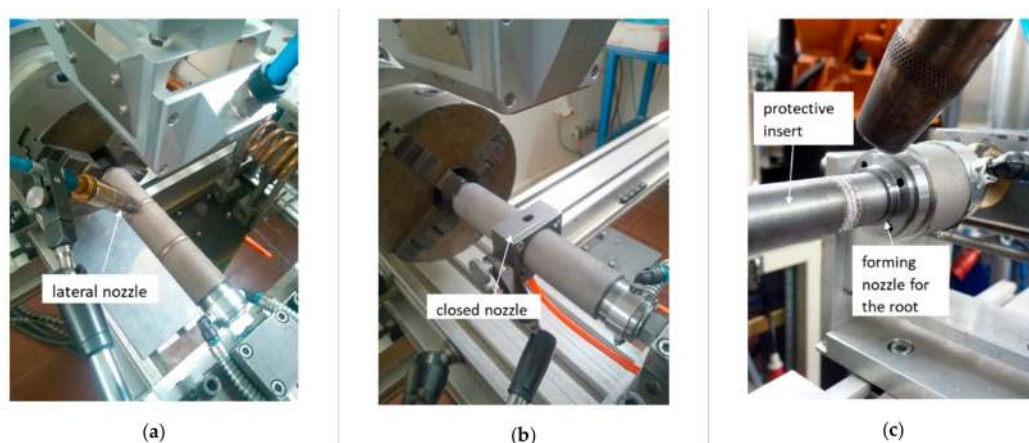 lateral nozzle
closed nozzle
protective
insert
forming
nozzle for
the root
(a)
(b)
(c)